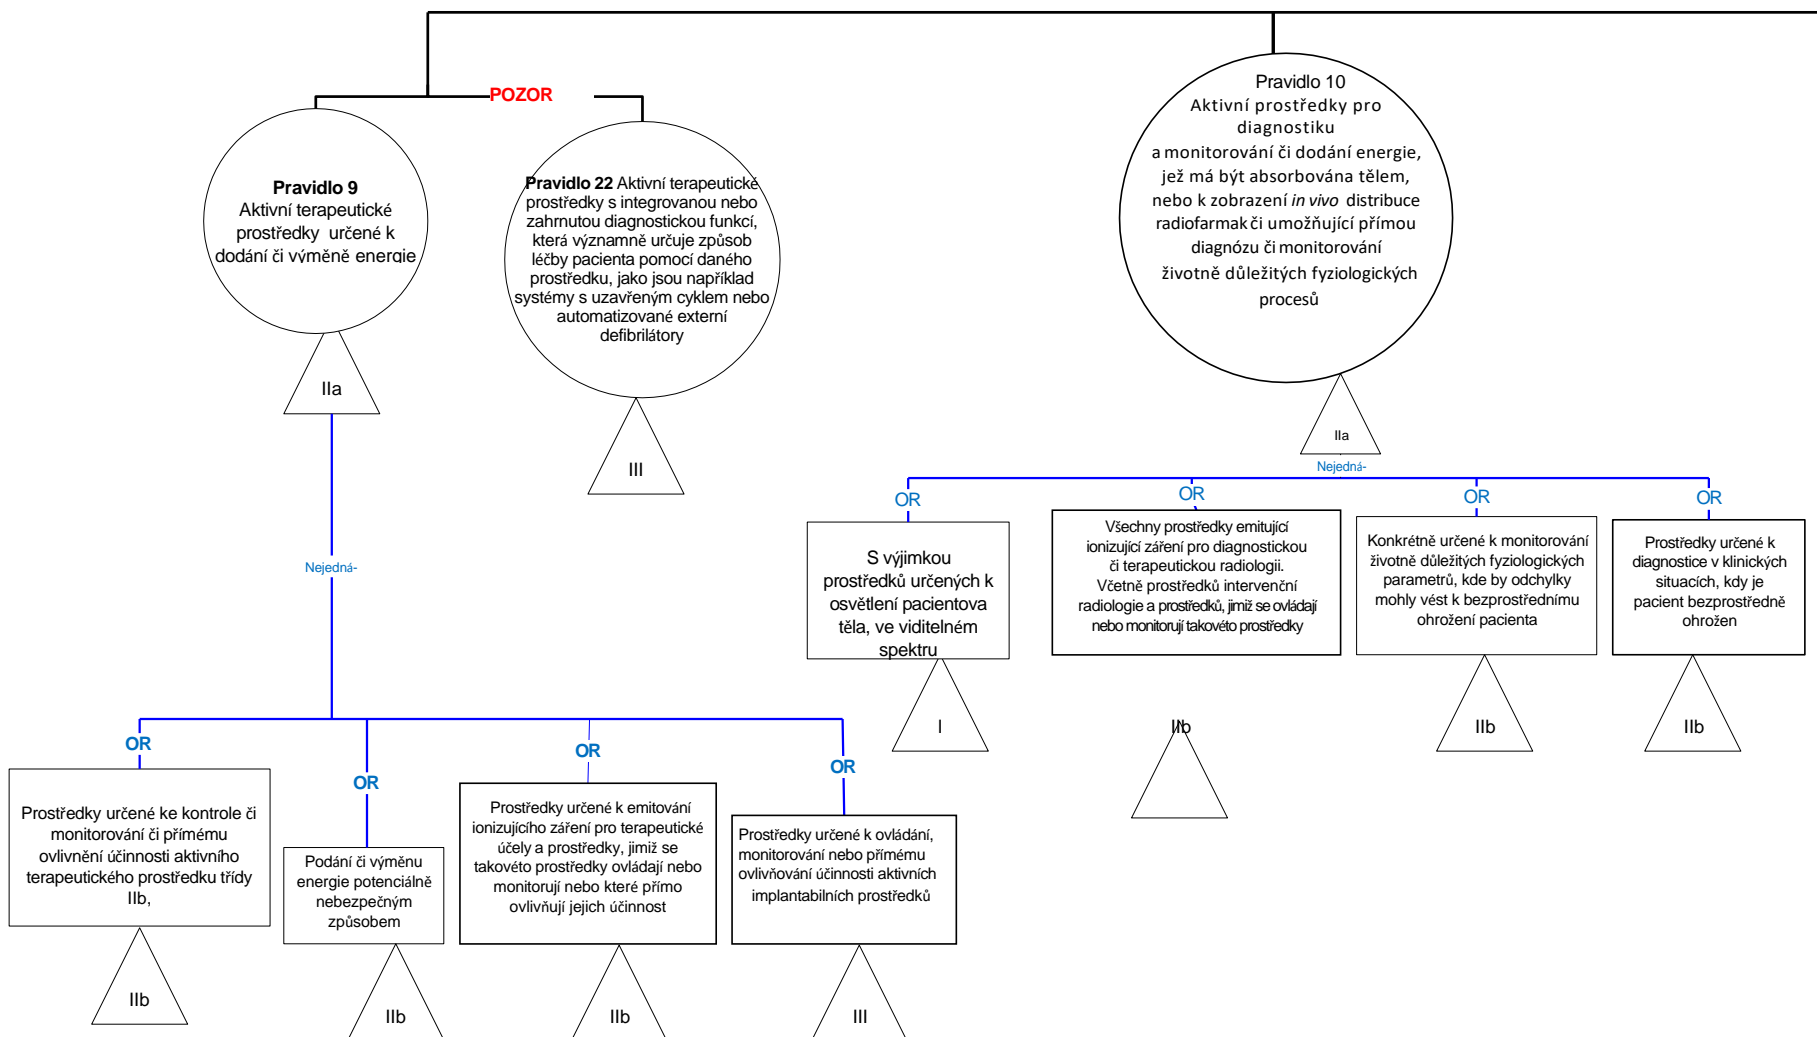 POZOR
Pravidlo 9
Aktivní terapeutické
prostředky určené k
dodání či výměně energie
IIa
Pravidlo 22 Aktivní terapeutické
prostředky s integrovanou nebo
zahrnutou diagnostickou funkcí,
která významně určuje způsob
léčby pacienta pomocí daného
prostředku, jako jsou například
systémy s uzavřeným cyklem nebo
automatizované externí
defibrilátory
III
Pravidlo 10
Aktivní prostředky pro
diagnostiku
a monitorování či dodání energie,
jež má být absorbována tělem,
nebo k zobrazení in vivo distribuce
radiofarmak či umožňující přímou
diagnózu či monitorování
životně důležitých fyziologických
procesů
IIa
Nejedná-
OR
OR
OR
OR
S výjimkou
prostředků určených k
osvětlení pacientova
těla, ve viditelném
spektru
I
Všechny prostředky emitující
ionizující záření pro diagnostickou
či terapeutickou radiologii.
Včetně prostředků intervenční
radiologie a prostředků, jimiž se ovládají
nebo monitorují takovéto prostředky
IIb
Konkrétně určené k monitorování
životně důležitých fyziologických
parametrů, kde by odchylky
mohly vést k bezprostřednímu
ohrožení pacienta
IIb
Prostředky určené k
diagnostice v klinických
situacích, kdy je
pacient bezprostředně
ohrožen
IIb
Nejedná-
OR
OR
OR
OR
Prostředky určené ke kontrole či
monitorování či přímému
ovlivnění účinnosti aktivního
terapeutického prostředku třídy
IIb,
IIb
Podání či výměnu
energie potenciálně
nebezpečným
způsobem
IIb
Prostředky určené k emitování
ionizujícího záření pro terapeutické
účely a prostředky, jimiž se
takovéto prostředky ovládají nebo
monitorují nebo které přímo
ovlivňují jejich účinnost
IIb
Prostředky určené k ovládání,
monitorování nebo přímému
ovlivňování účinnosti aktivních
implantabilních prostředků
III